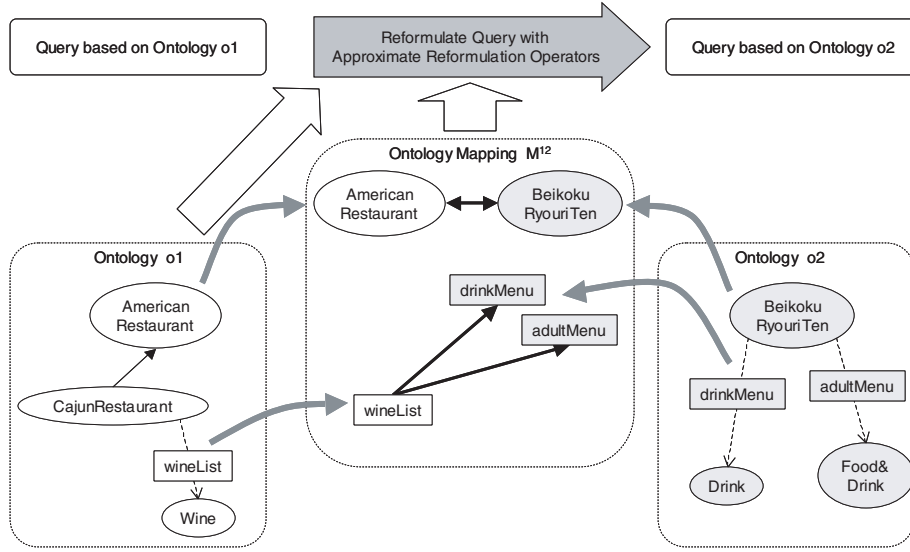 Query based on Ontology o1
Reformulate Query with
Approximate Reformulation Operators
Query based on Ontology o2
Ontology Mapping M¹²
American
Restaurant
Beikoku
RyouriTen
drinkMenu
adultMenu
wineList
Ontology o1
American
Restaurant
CajunRestaurant
wineList
Wine
Ontology o2
Beikoku
RyouriTen
drinkMenu
adultMenu
Drink
Food&
Drink